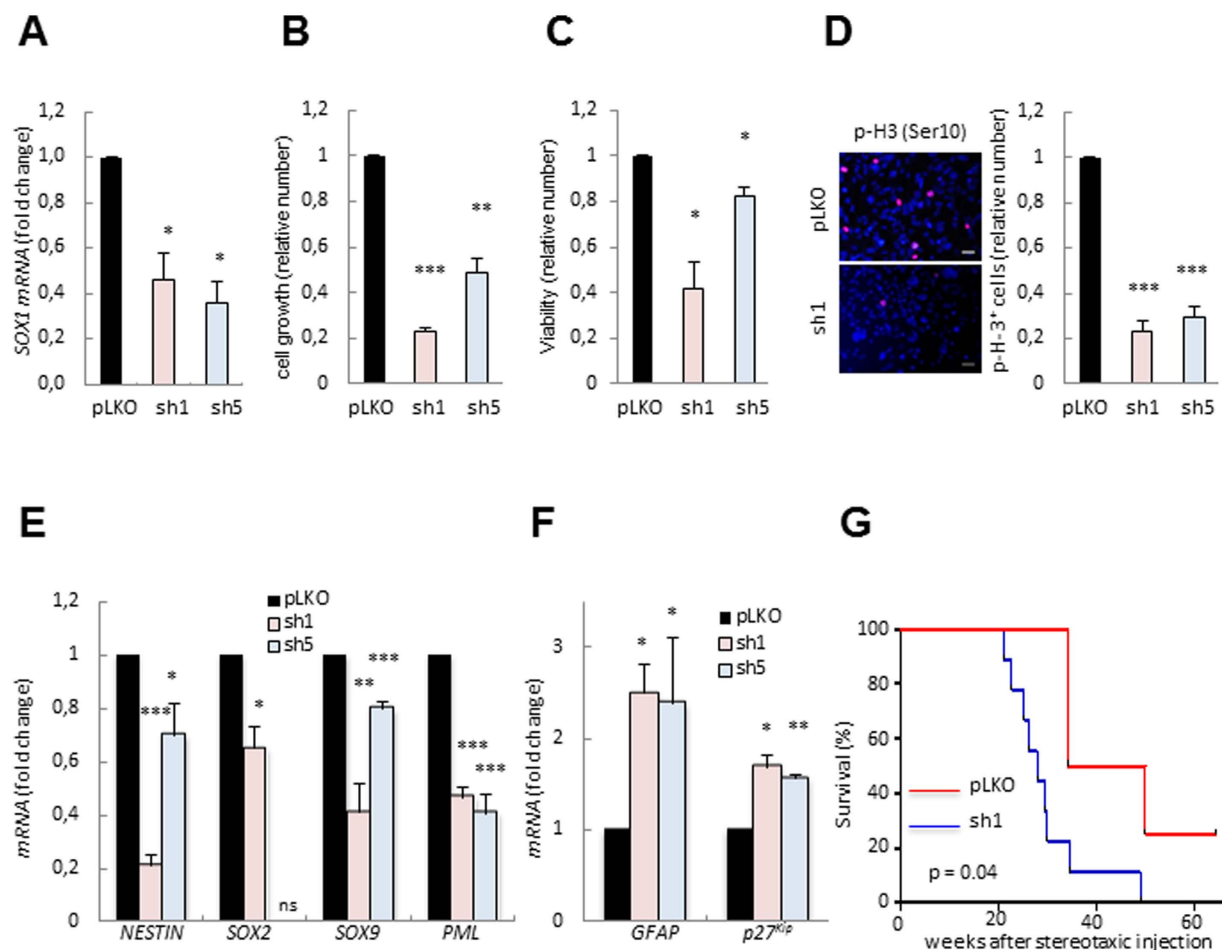 A
SOX1 mRNA (fold change)
1,2
1,0
0,8
0,6
0,4
0,2
0,0
*
*
pLKO sh1 sh5
B
cell growth (relative number)
1,2
1
0,8
0,6
0,4
0,2
0
***
**
pLKO sh1 sh5
C
Viability (relative number)
1,2
1
0,8
0,6
0,4
0,2
0
*
*
pLKO sh1 sh5
D
p-H3 (Ser10)
pLKO
sh1
p-H-3+ cells (relative number)
1,2
1
0,8
0,6
0,4
0,2
0
***
***
pLKO sh1 sh5
E
mRNA (fold change)
1,2
1
0,8
0,6
0,4
0,2
0
pLKO
sh1
sh5
***
*
*
ns
**
***
***
***
NESTIN SOX2 SOX9 PML
F
mRNA (fold change)
3
2
1
0
pLKO
sh1
sh5
*
*
*
**
GFAP p27Kip
G
Survival (%)
100
80
60
40
20
0
pLKO
sh1
p = 0.04
0 20 40 60
weeks after stereotaxic injection